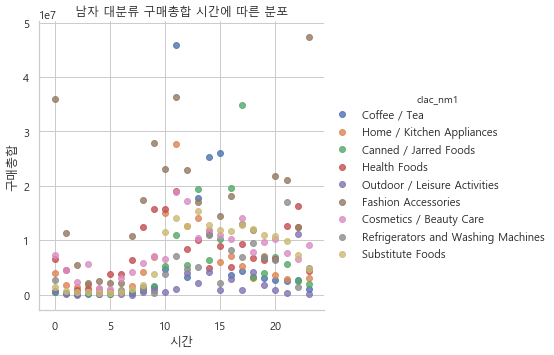 남자 대분류 구매총합 시간에 따른 분포
1e7
5
4
3
2
1
0
구매총합
0
5
10
15
20
시간
clac_nm1
Coffee / Tea
Home / Kitchen Appliances
Canned / Jarred Foods
Health Foods
Outdoor / Leisure Activities
Fashion Accessories
Cosmetics / Beauty Care
Refrigerators and Washing Machines
Substitute Foods